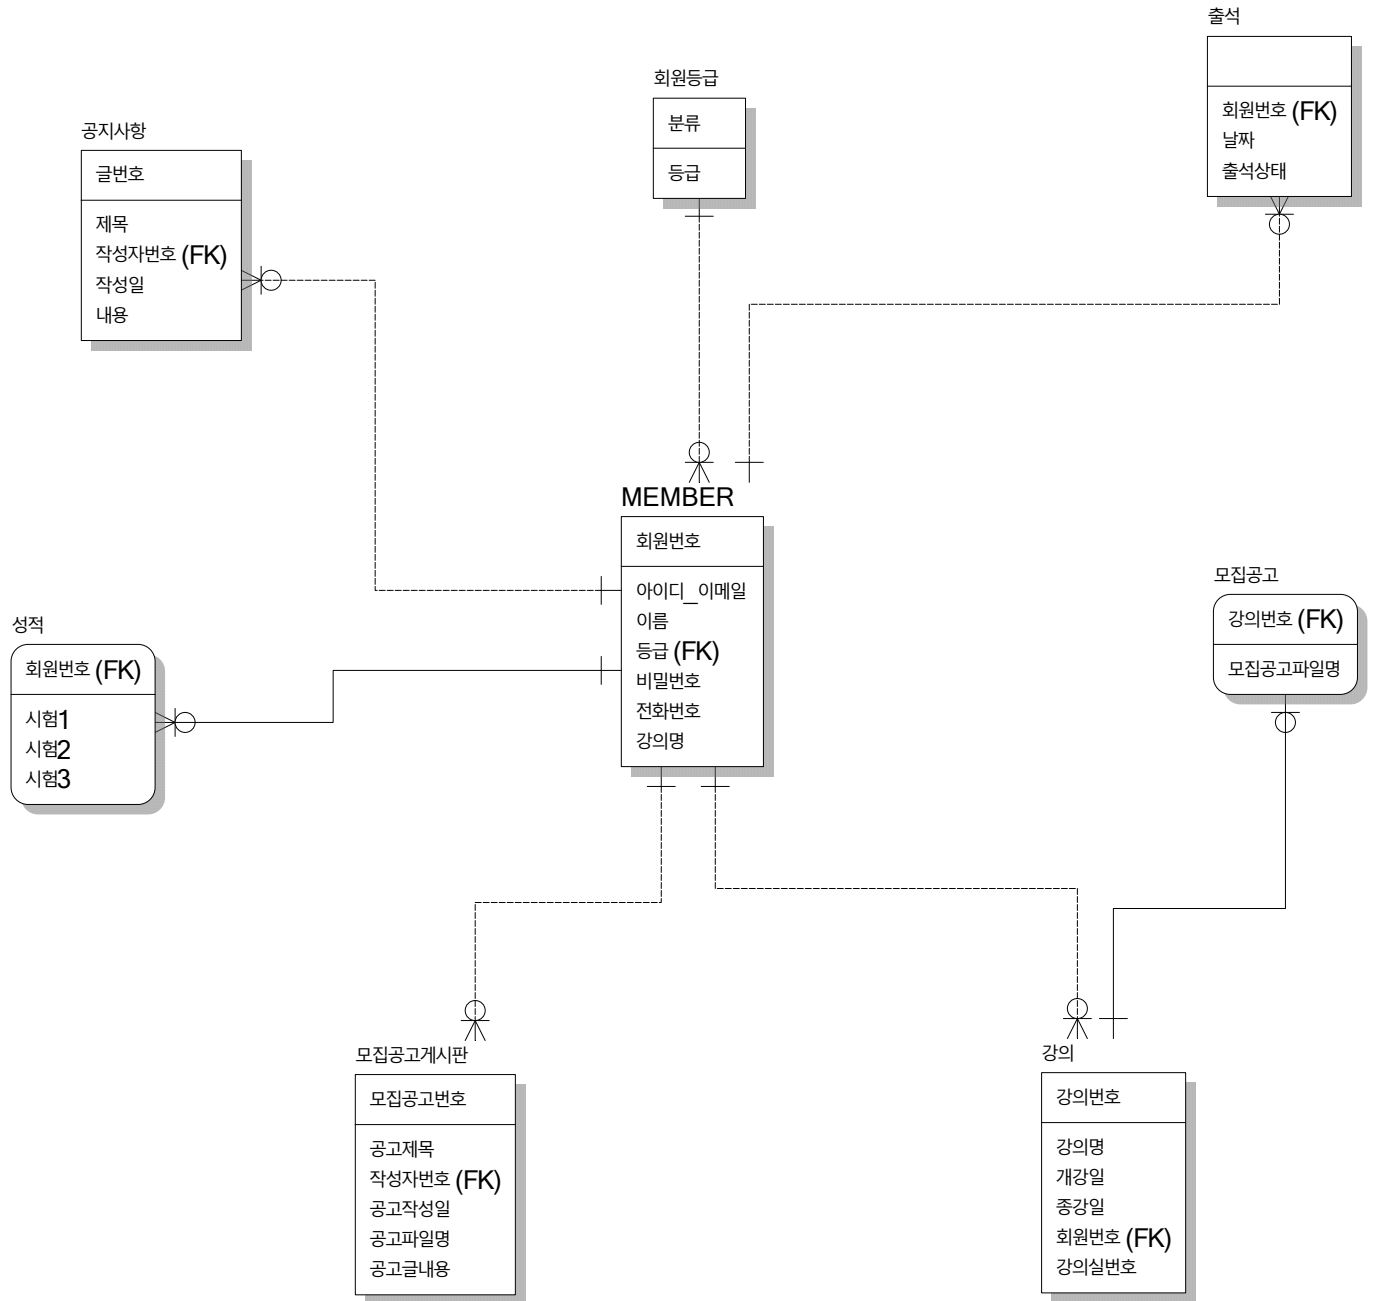 출석
회원번호 (FK)
날짜
출석상태
회원등급
분류
등급
공지사항
글번호
제목
작성자번호 (FK)
작성일
내용
MEMBER
회원번호
아이디_이메일
이름
등급 (FK)
비밀번호
전화번호
강의명
모집공고
강의번호 (FK)
모집공고파일명
성적
회원번호 (FK)
시험1
시험2
시험3
모집공고게시판
모집공고번호
공고제목
작성자번호 (FK)
공고작성일
공고파일명
공고글내용
강의
강의번호
강의명
개강일
종강일
회원번호 (FK)
강의실번호